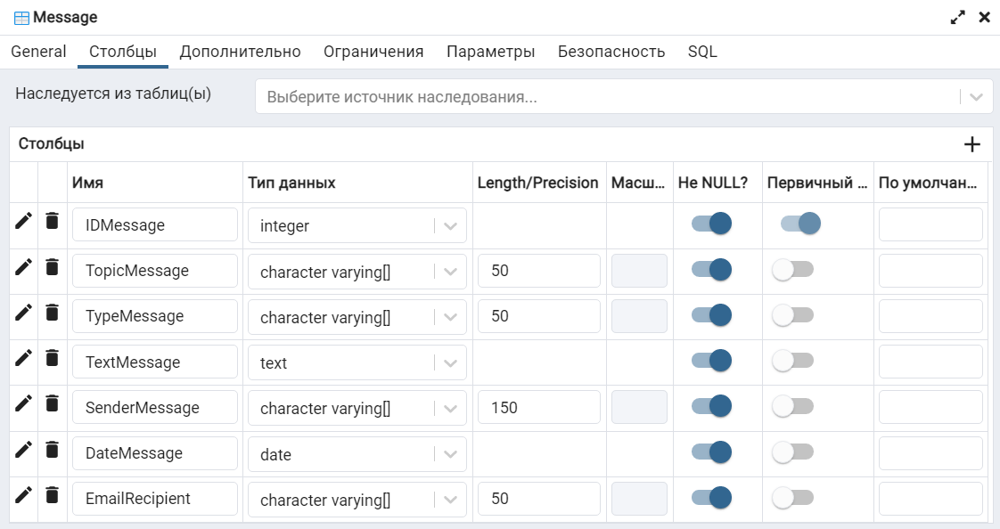 Message
General Столбцы Дополнительно Ограничения Параметры Безопасность SQL
Наследуется из таблиц(ы) Выберите источник наследования...
Столбцы
Имя Тип данных Length/Precision Масш... Не NULL? Первичный ... По умолчан...
IDMessage integer
TopicMessage character varying[] 50
TypeMessage character varying[] 50
TextMessage text
SenderMessage character varying[] 150
DateMessage date
EmailRecipient character varying[] 50